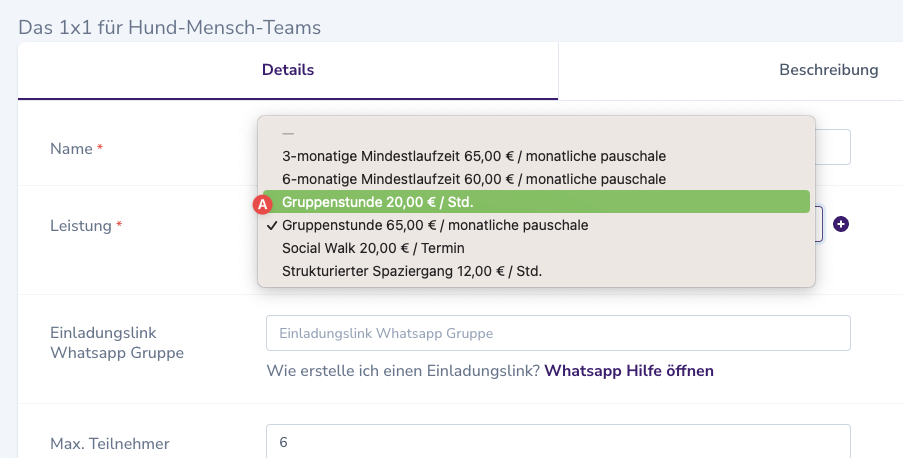 Das 1x1 für Hund-Mensch-Teams
Details
Beschreibung
Name *
—
3-monatige Mindestlaufzeit 65,00 € / monatliche pauschale
6-monatige Mindestlaufzeit 60,00 € / monatliche pauschale
A Gruppenstunde 20,00 € / Std.
Leistung *
✓ Gruppenstunde 65,00 € / monatliche pauschale
Social Walk 20,00 € / Termin
Strukturierter Spaziergang 12,00 € / Std.
Einladungslink
Whatsapp Gruppe
Einladungslink Whatsapp Gruppe
Wie erstelle ich einen Einladungslink? Whatsapp Hilfe öffnen
Max. Teilnehmer
6